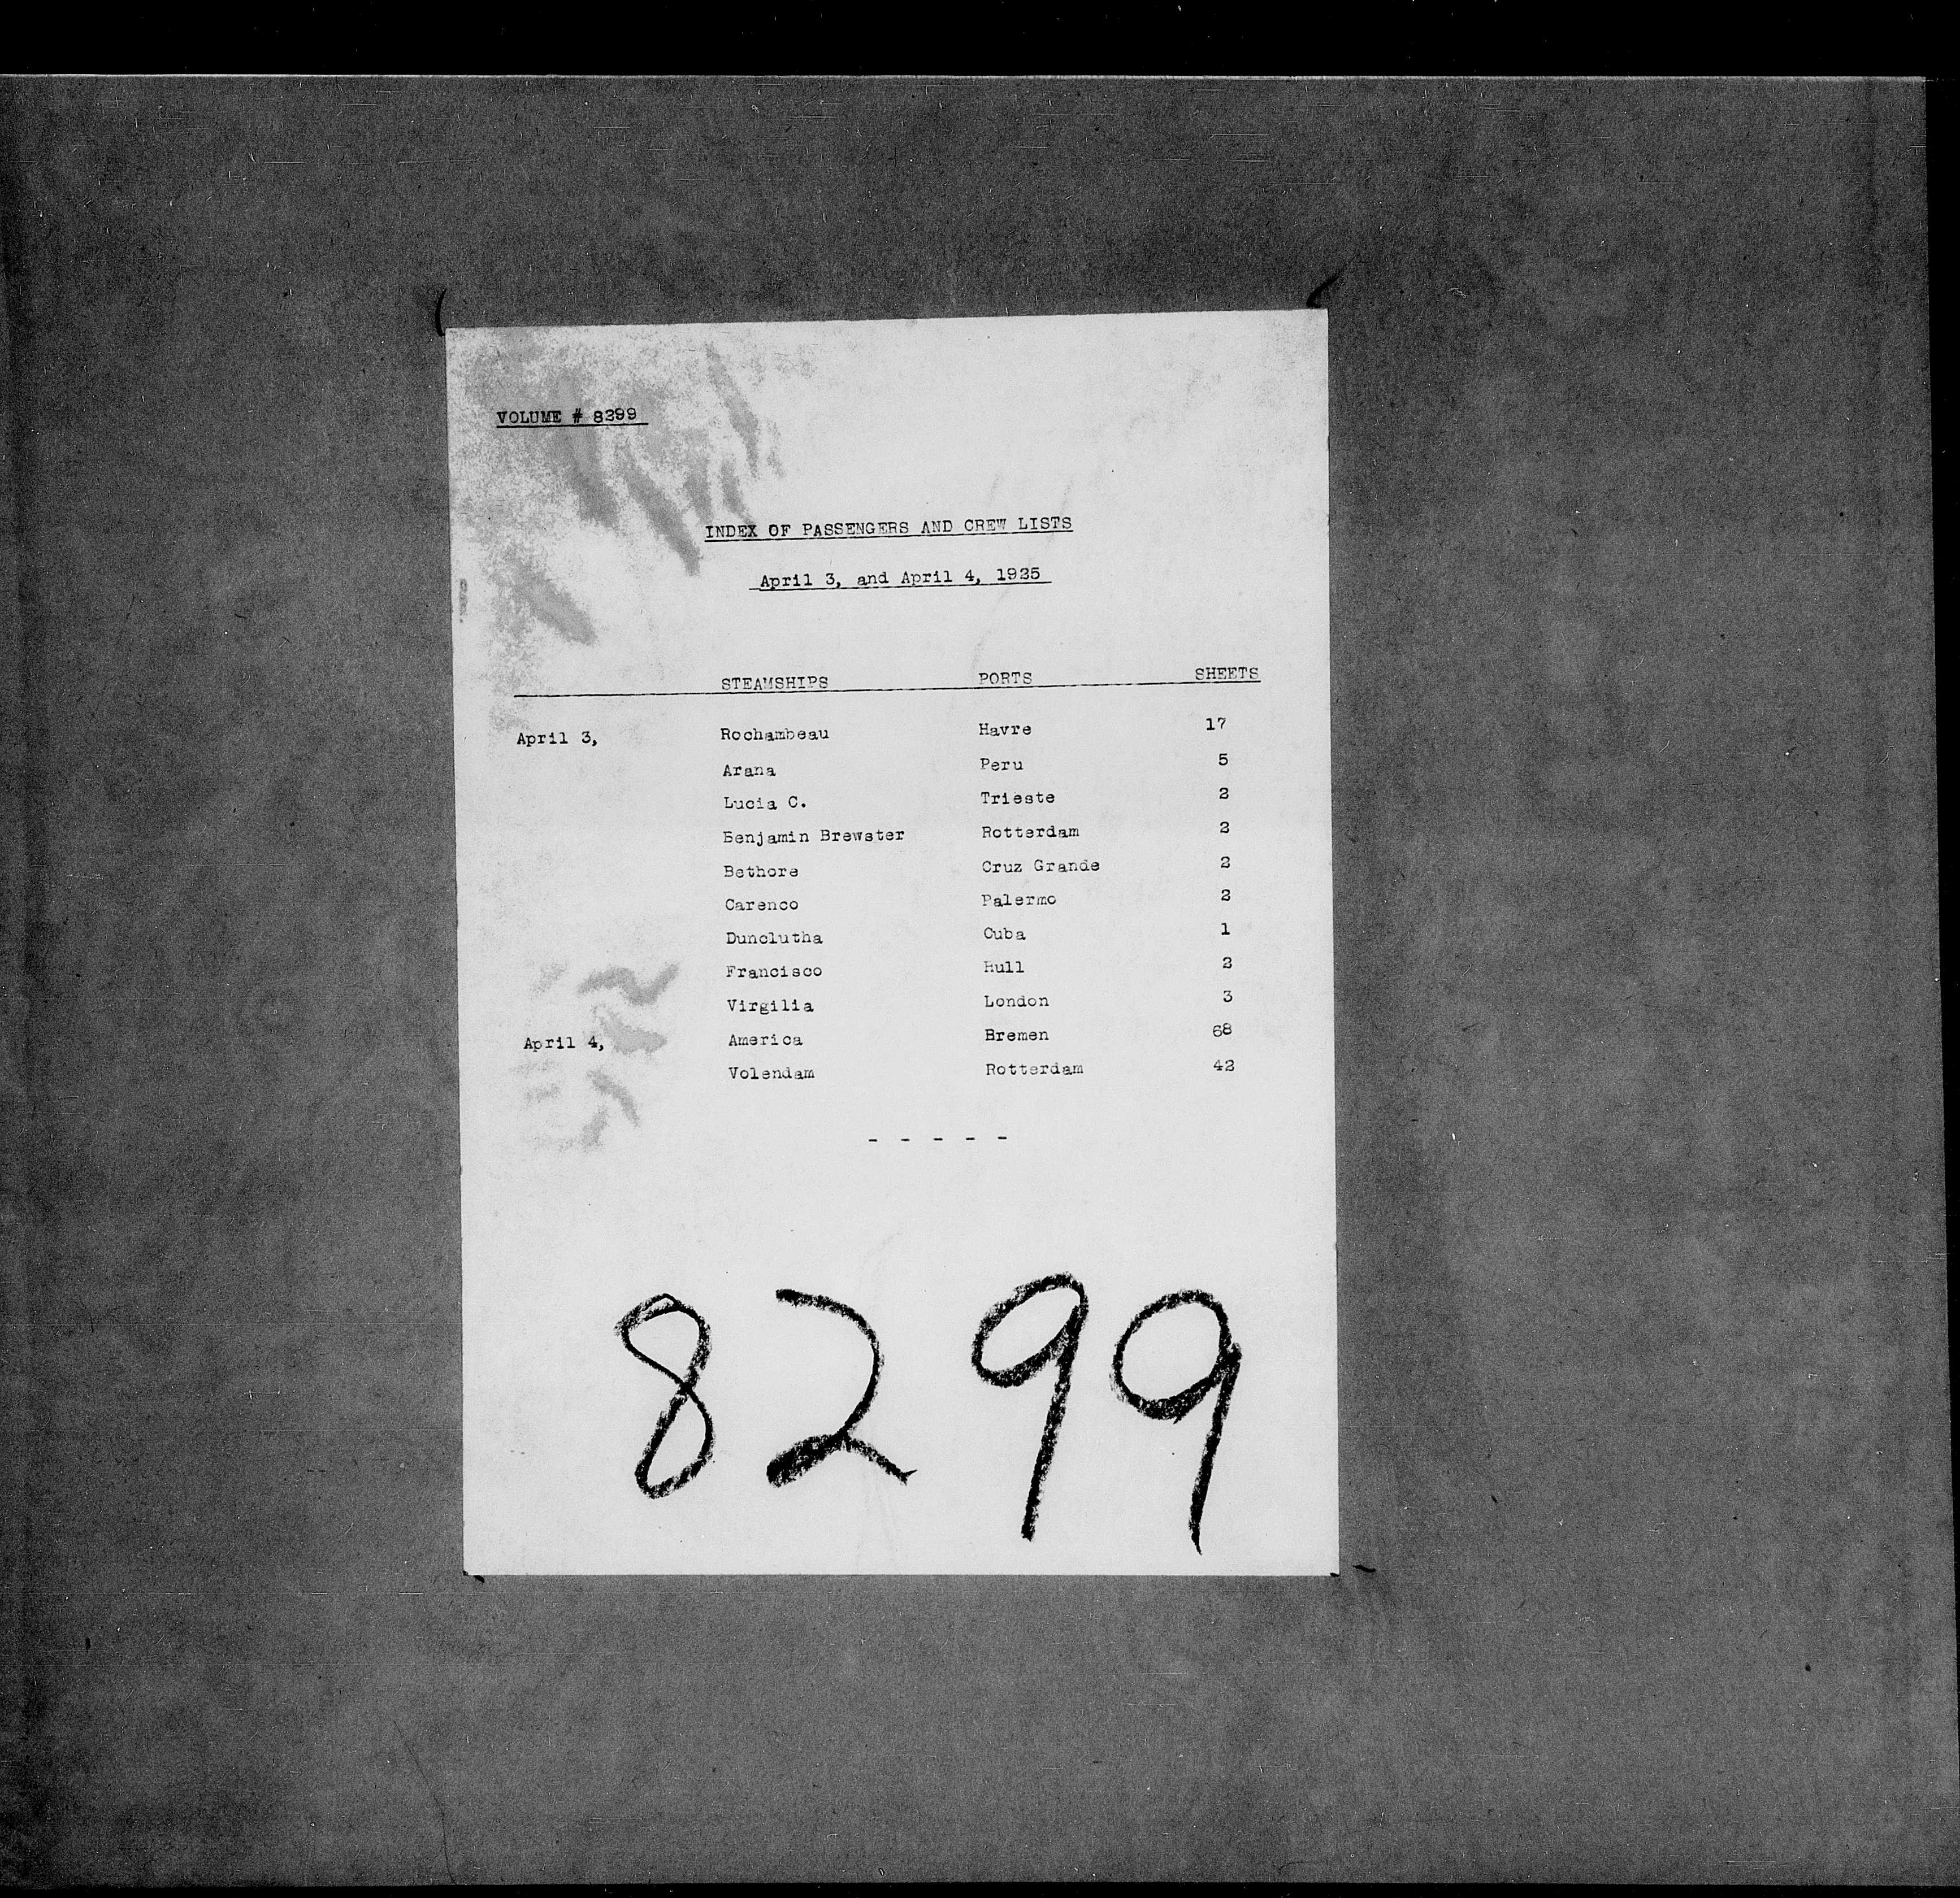 VOLUME # 8299
INDEX OF PASSENGERS AND CREW LISTS
April 3, and April 4, 1925
STEAMSHIPS PORTS SHEETS
April 3, Rochambeau Havre 17
Arana Peru 5
Lucia C. Trieste 2
Benjamin Brewster Rotterdam 2
Bethore Cruz Grande 2
Carenco Palermo 2
Dunclutha Cuba 1
Francisco Hull 2
Virgilia London 3
April 4, America Bremen 68
Volendam Rotterdam 42
- - - - -
8299